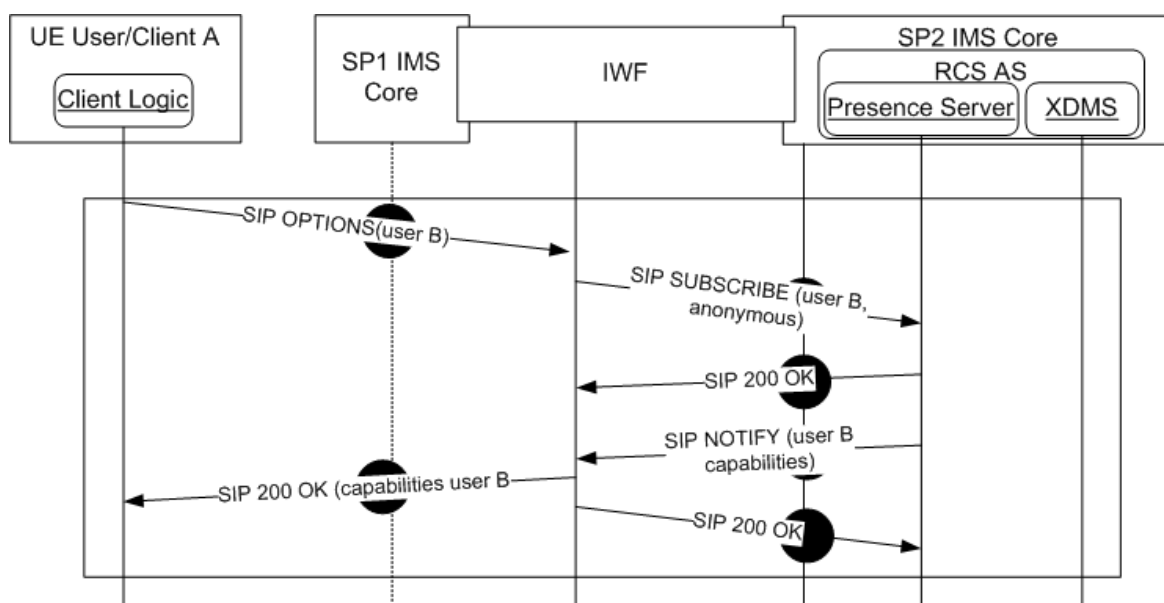 UE User/Client A
Client Logic
SP1 IMS
Core
IWF
SP2 IMS Core
RCS AS
Presence Server
XDMS
SIP OPTIONS(user B)
SIP SUBSCRIBE (user B,
anonymous)
SIP 200 OK
SIP NOTIFY (user B
capabilities)
SIP 200 OK (capabilities user B
SIP 200 OK